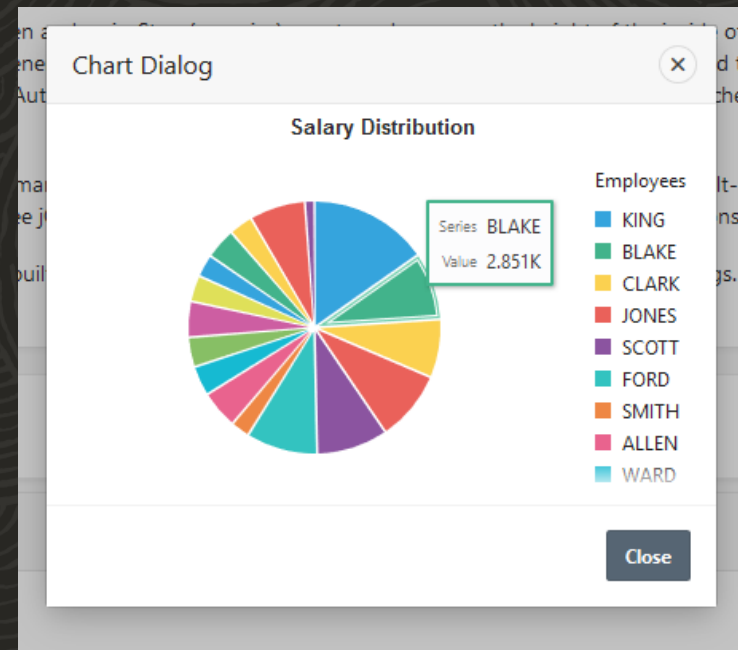 Chart Dialog
Salary Distribution
Employees
KING
BLAKE
CLARK
JONES
SCOTT
FORD
SMITH
ALLEN
WARD
Series BLAKE
Value 2.851K
Close